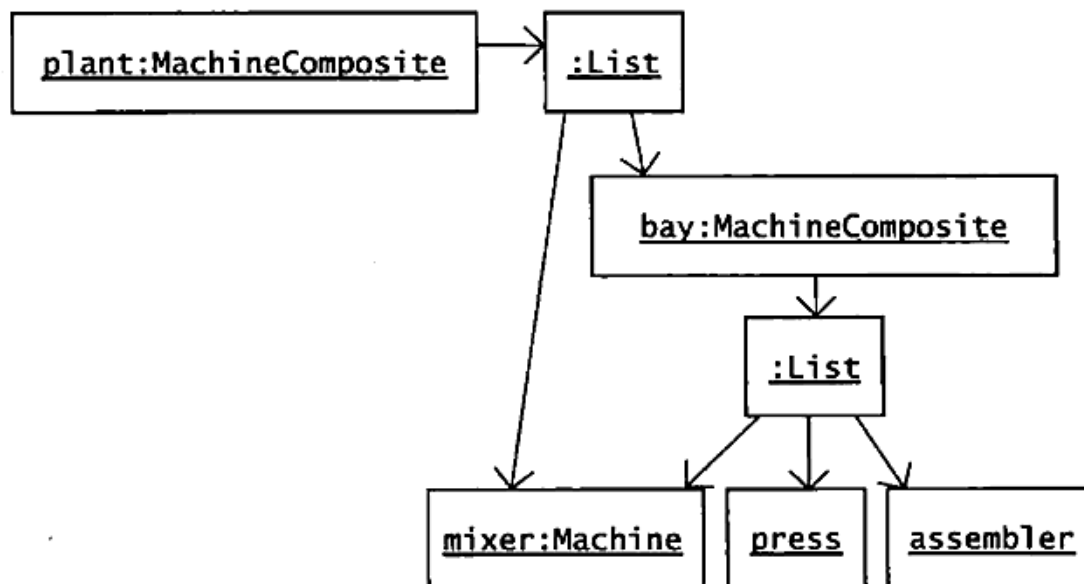 plant:MachineComposite
:List
bay:MachineComposite
:List
mixer:Machine
press
assembler